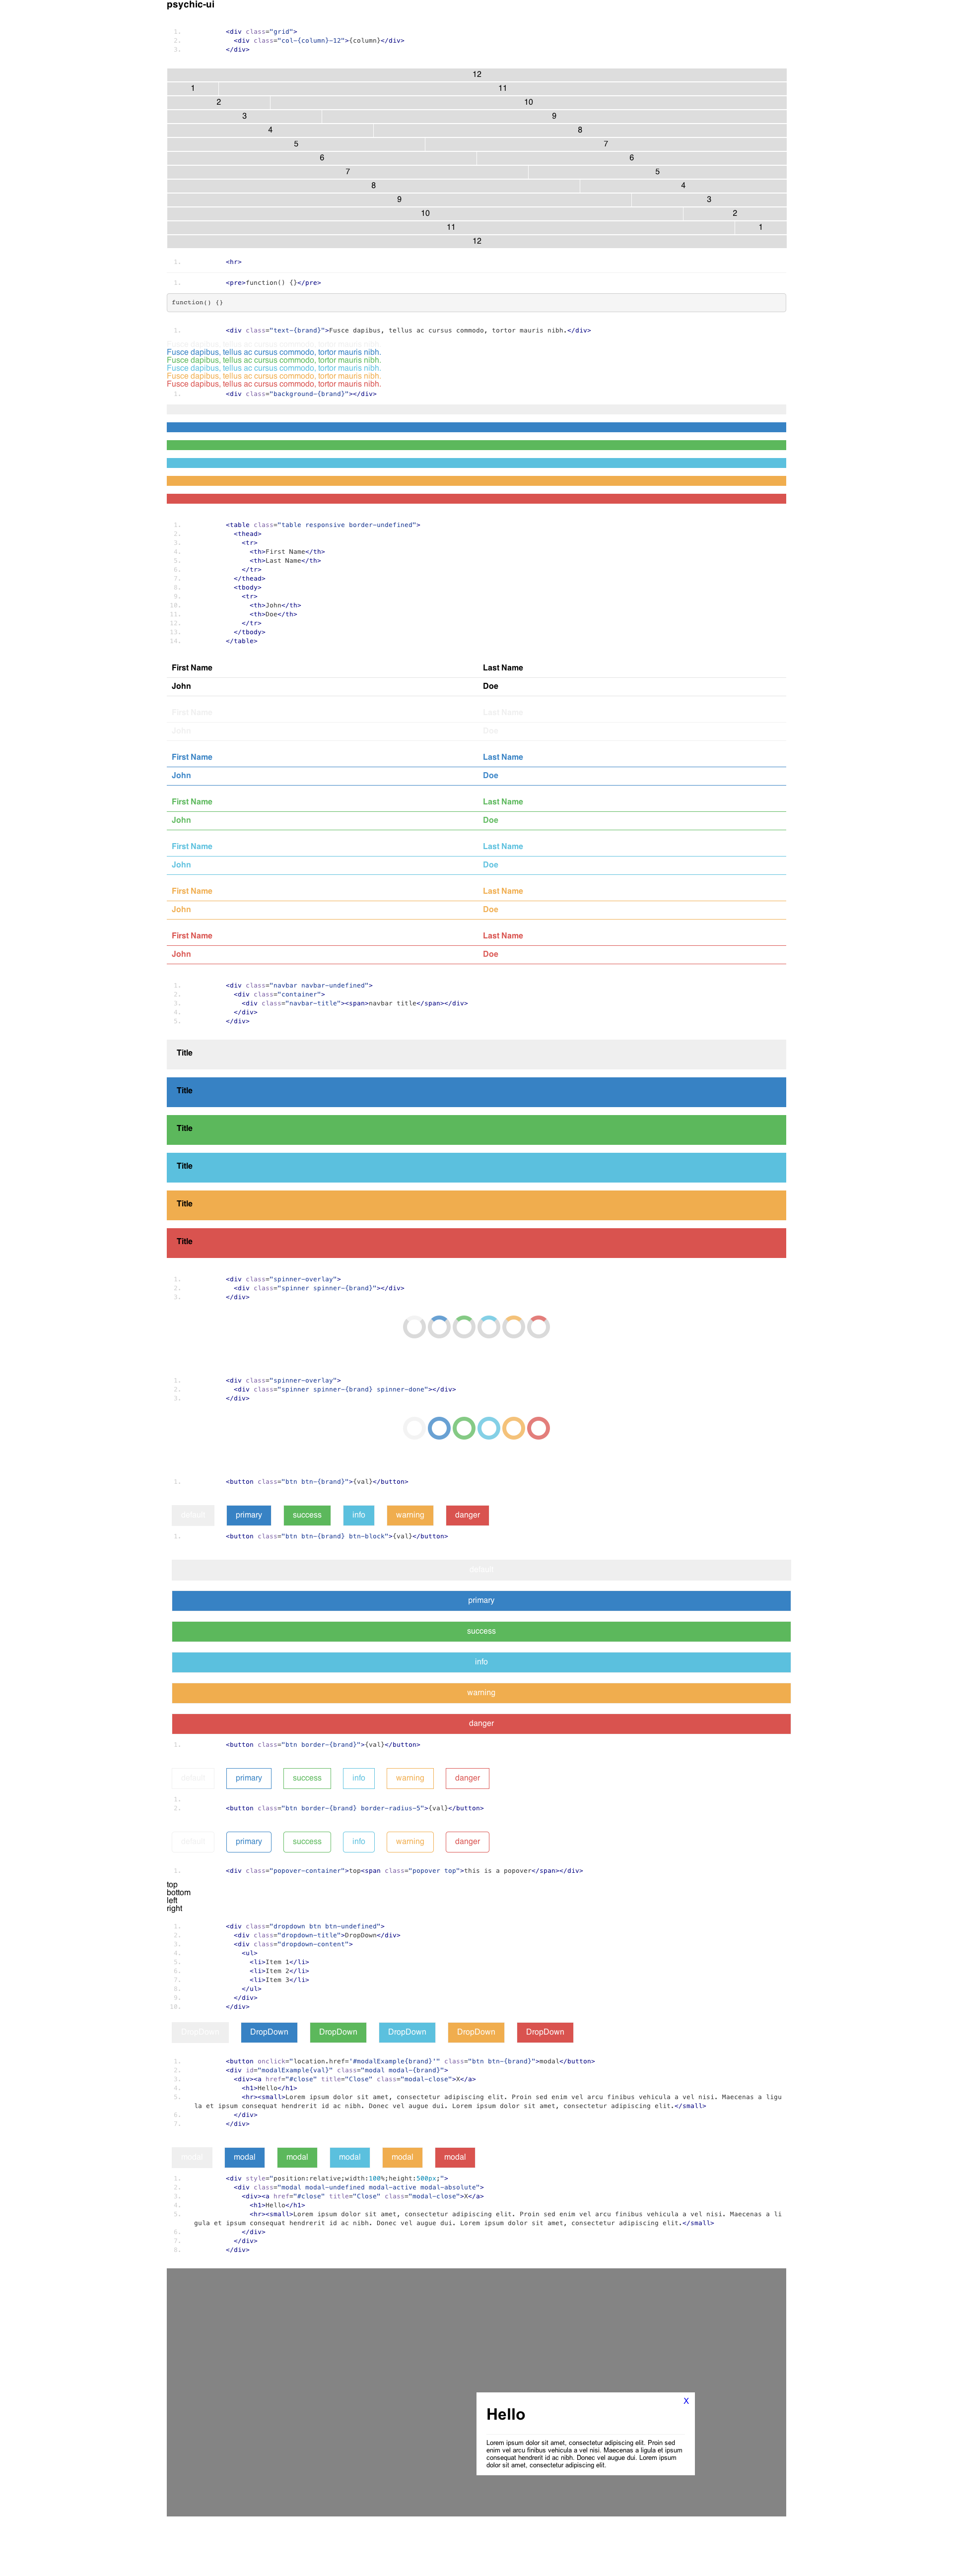 psychic-ui
1. <div class="grid">
2. <div class="col-{column}-12">{column}</div>
3. </div>
12
1 11
2 10
3 9
4 8
5 7
6 6
7 5
8 4
9 3
10 2
11 1
12
1. <hr>
1. <pre>function() {}</pre>
function() {}
1. <div class="text-{brand}">Fusce dapibus, tellus ac cursus commodo, tortor mauris nibh.</div>
Fusce dapibus, tellus ac cursus commodo, tortor mauris nibh.
Fusce dapibus, tellus ac cursus commodo, tortor mauris nibh.
Fusce dapibus, tellus ac cursus commodo, tortor mauris nibh.
Fusce dapibus, tellus ac cursus commodo, tortor mauris nibh.
Fusce dapibus, tellus ac cursus commodo, tortor mauris nibh.
Fusce dapibus, tellus ac cursus commodo, tortor mauris nibh.
1. <div class="background-{brand}"></div>
1. <table class="table responsive border-undefined">
2. <thead>
3. <tr>
4. <th>First Name</th>
5. <th>Last Name</th>
6. </tr>
7. </thead>
8. <tbody>
9. <tr>
10. <th>John</th>
11. <th>Doe</th>
12. </tr>
13. </tbody>
14. </table>
First Name Last Name
John Doe
First Name Last Name
John Doe
First Name Last Name
John Doe
First Name Last Name
John Doe
First Name Last Name
John Doe
First Name Last Name
John Doe
First Name Last Name
John Doe
1. <div class="navbar navbar-undefined">
2. <div class="container">
3. <div class="navbar-title"><span>navbar title</span></div>
4. </div>
5. </div>
Title
Title
Title
Title
Title
Title
1. <div class="spinner-overlay">
2. <div class="spinner spinner-{brand}"></div>
3. </div>
1. <div class="spinner-overlay">
2. <div class="spinner spinner-{brand} spinner-done"></div>
3. </div>
1. <button class="btn btn-{brand}">{val}</button>
default primary success info warning danger
1. <button class="btn btn-{brand} btn-block">{val}</button>
default
primary
success
info
warning
danger
1. <button class="btn border-{brand}">{val}</button>
default primary success info warning danger
1.
2. <button class="btn border-{brand} border-radius-5">{val}</button>
default primary success info warning danger
1. <div class="popover-container">top<span class="popover top">this is a popover</span></div>
top
bottom
left
right
1. <div class="dropdown btn btn-undefined">
2. <div class="dropdown-title">DropDown</div>
3. <div class="dropdown-content">
4. <ul>
5. <li>Item 1</li>
6. <li>Item 2</li>
7. <li>Item 3</li>
8. </ul>
9. </div>
10. </div>
DropDown DropDown DropDown DropDown DropDown DropDown
1. <button onclick="location.href='#modalExample{brand}'" class="btn btn-{brand}">modal</button>
2. <div id="modalExample{val}" class="modal modal-{brand}">
3. <div><a href="#close" title="Close" class="modal-close">X</a>
4. <h1>Hello</h1>
5. <hr><small>Lorem ipsum dolor sit amet, consectetur adipiscing elit. Proin sed enim vel arcu finibus vehicula a vel nisi. Maecenas a ligu
la et ipsum consequat hendrerit id ac nibh. Donec vel augue dui. Lorem ipsum dolor sit amet, consectetur adipiscing elit.</small>
6. </div>
7. </div>
modal modal modal modal modal modal
1. <div style="position:relative;width:100%;height:500px;">
2. <div class="modal modal-undefined modal-active modal-absolute">
3. <div><a href="#close" title="Close" class="modal-close">X</a>
4. <h1>Hello</h1>
5. <hr><small>Lorem ipsum dolor sit amet, consectetur adipiscing elit. Proin sed enim vel arcu finibus vehicula a vel nisi. Maecenas a li
gula et ipsum consequat hendrerit id ac nibh. Donec vel augue dui. Lorem ipsum dolor sit amet, consectetur adipiscing elit.</small>
6. </div>
7. </div>
8. </div>
X
Hello
Lorem ipsum dolor sit amet, consectetur adipiscing elit. Proin sed
enim vel arcu finibus vehicula a vel nisi. Maecenas a ligula et ipsum
consequat hendrerit id ac nibh. Donec vel augue dui. Lorem ipsum
dolor sit amet, consectetur adipiscing elit.